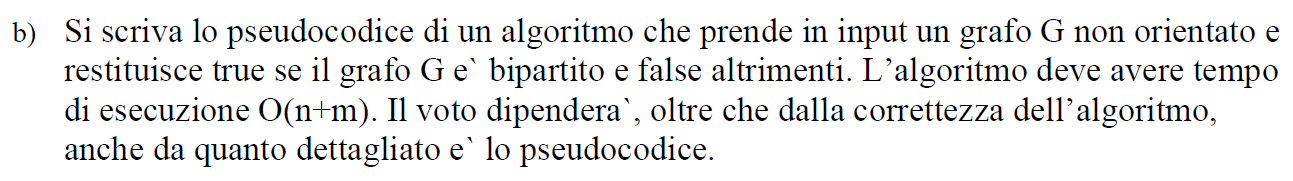 b) Si scriva lo pseudocodice di un algoritmo che prende in input un grafo G non orientato e
restituisce true se il grafo G e` bipartito e false altrimenti. L’algoritmo deve avere tempo
di esecuzione O(n+m). Il voto dipendera`, oltre che dalla correttezza dell’algoritmo,
anche da quanto dettagliato e` lo pseudocodice.